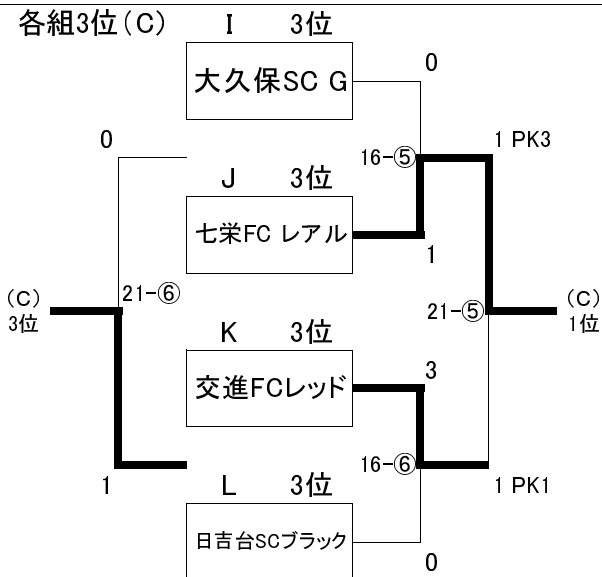 各組3位(C)
I 3位
大久保SC G
0
0
1 PK3
16-⑤
J 3位
七栄FC レアル
1
(C)
3位
21-⑥
21-⑤
(C)
1位
K 3位
交進FCレッド
3
16-⑥
1
L 3位
1 PK1
日吉台SCブラック
0